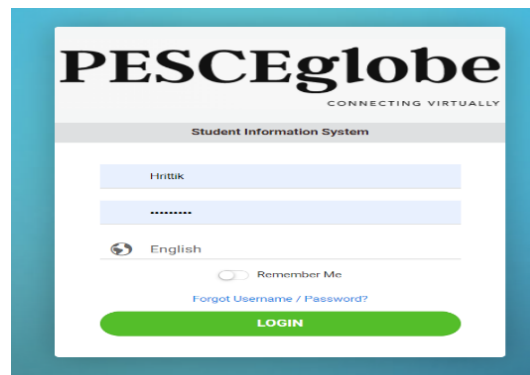 PESCEglobe
CONNECTING VIRTUALLY
Student Information System
Hrittik
•••••••••
English
Remember Me
Forgot Username / Password?
LOGIN